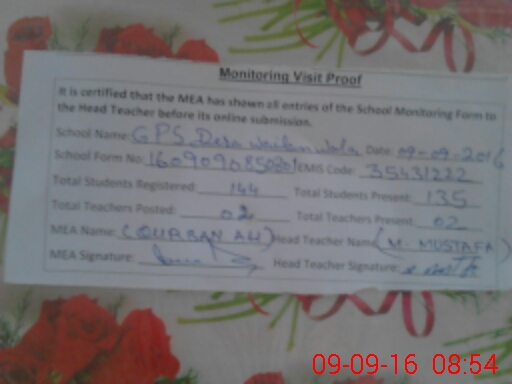 Monitoring Visit Proof
It is certified that the MEA has shown all entries of the School Monitoring Form to
the Head Teacher before its online submission.
School Name: GPS Dera Date: 09-09-2016
School Form No: EMIS Code: 35431222
Total Students Registered: 144 Total Students Present: 135
Total Teachers Posted: 02 Total Teachers Present: 02
MEA Name: (QURBAN ALI) Head Teacher Name (M. MUSTAFA)
MEA Signature: Head Teacher Signature:
09-09-16 08:54